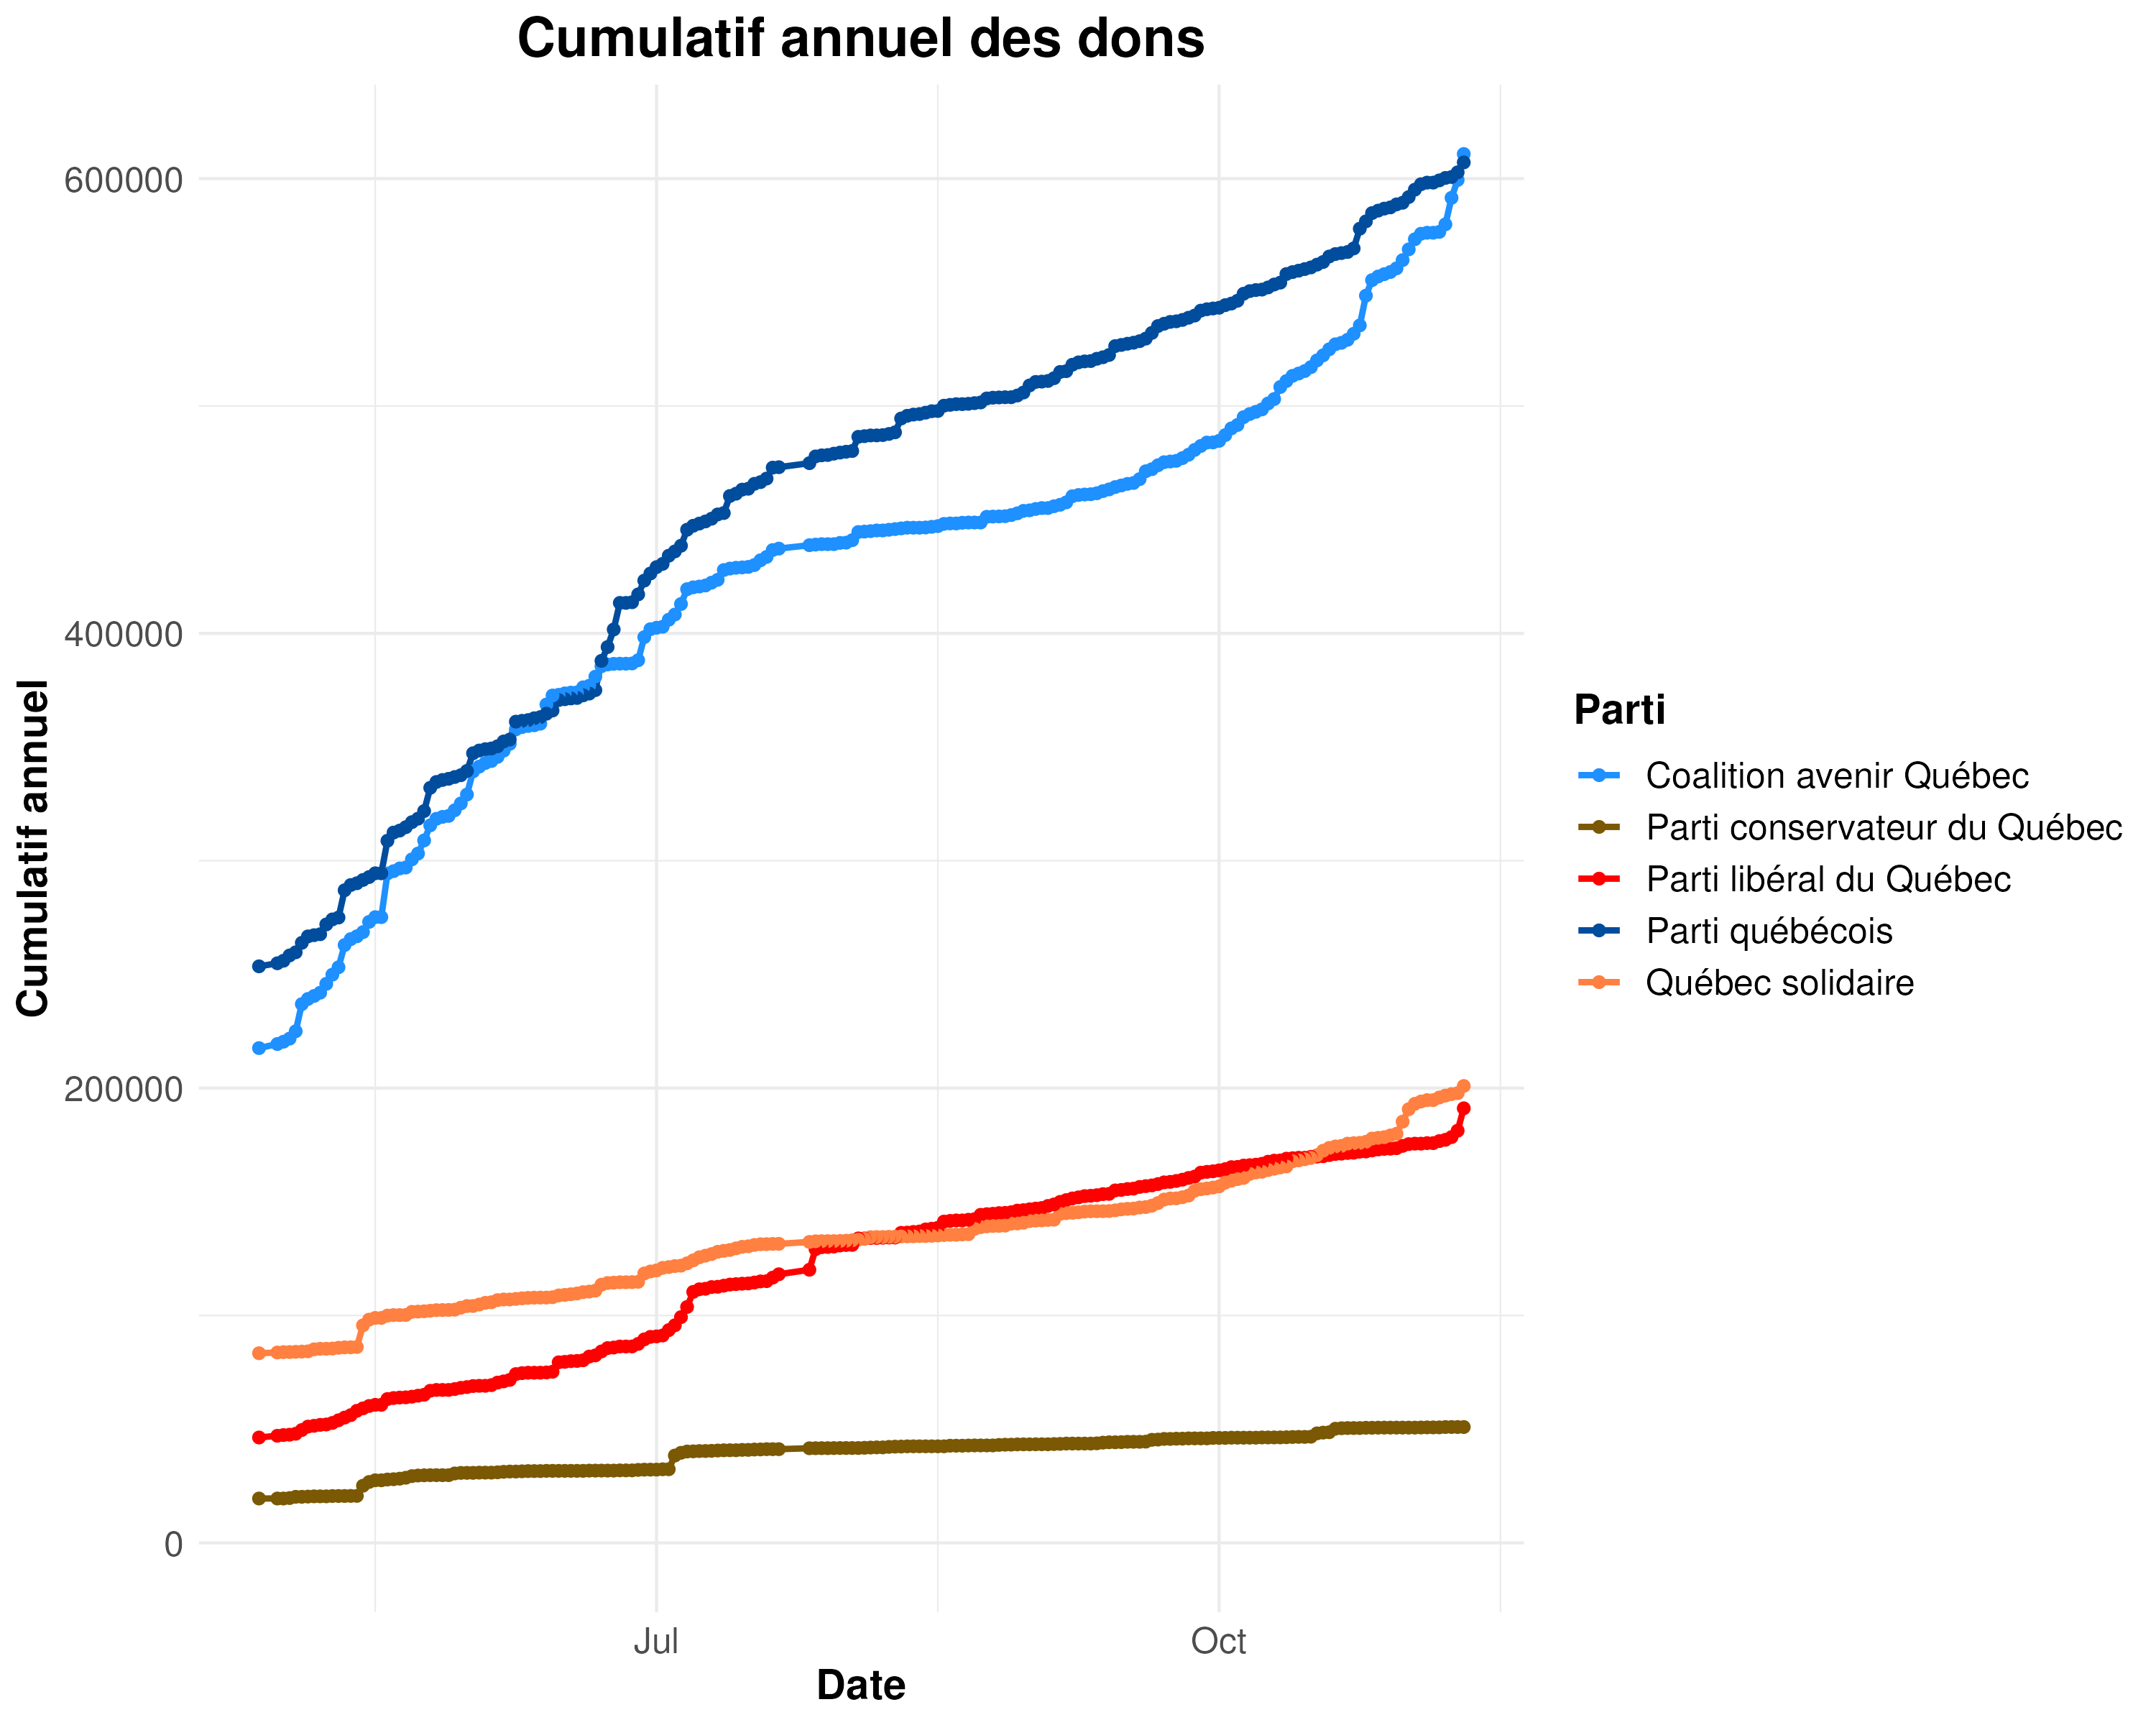 Cumulatif annuel des dons
Cumulatif annuel
600000
400000
200000
0
Jul
Oct
Date
Parti
Coalition avenir Québec
Parti conservateur du Québec
Parti libéral du Québec
Parti québécois
Québec solidaire